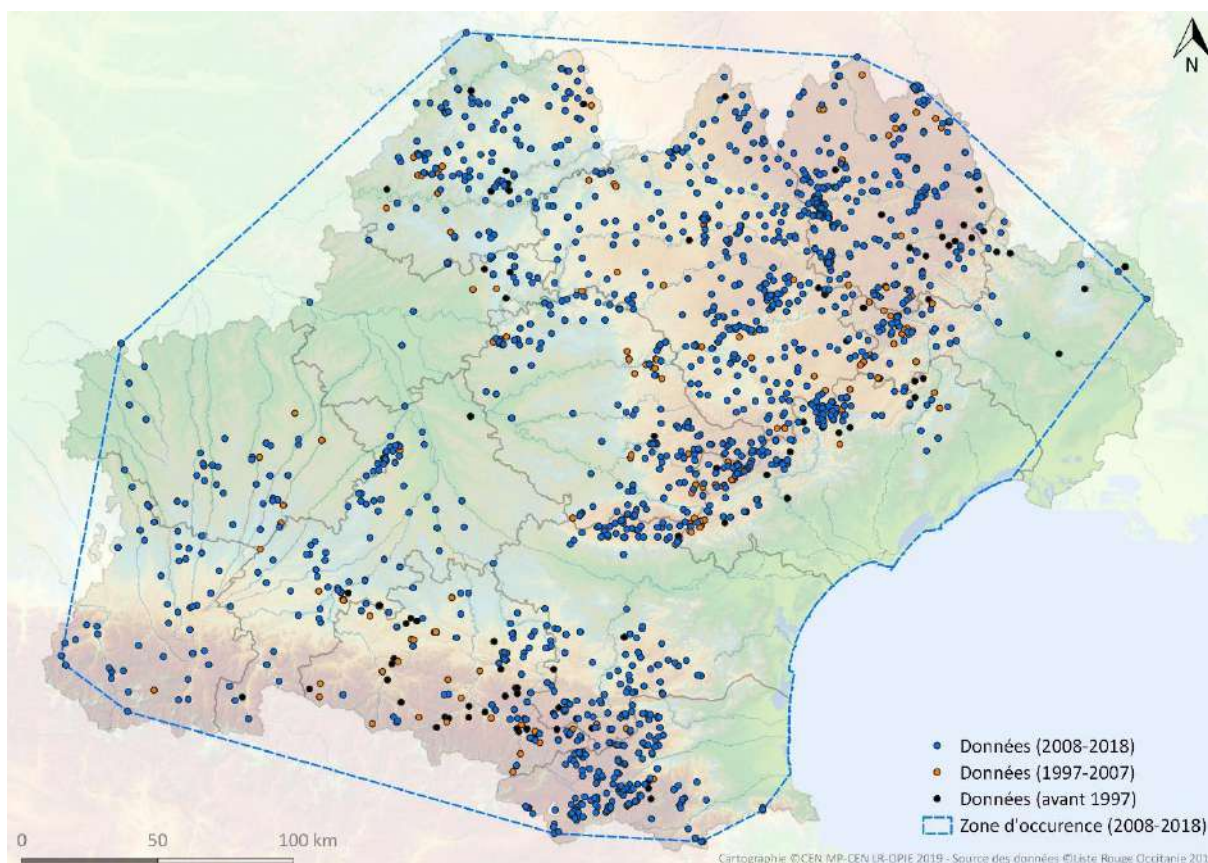 N
Données (2008-2018)
Données (1997-2007)
Données (avant 1997)
Zone d'occurence (2008-2018)
0 50 100 km
Cartographie ©CEN MP-CEN LR-OPIE 2019 - Source des données ©Liste Rouge Occitanie 201